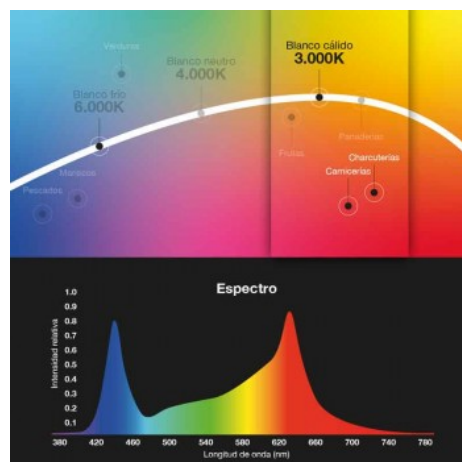 Verduras
Blanco frío
6.000K
Blanco neutro
4.000K
Blanco cálido
3.000K
Mariscos
Pescados
Frutas
Panaderías
Charcuterías
Carnicerías
Espectro
Intensidad relativa
1.0
0.9
0.8
0.7
0.6
0.5
0.4
0.3
0.2
0.1
380 420 460 500 540 580 620 660 700 740 780
Longitud de onda (nm)